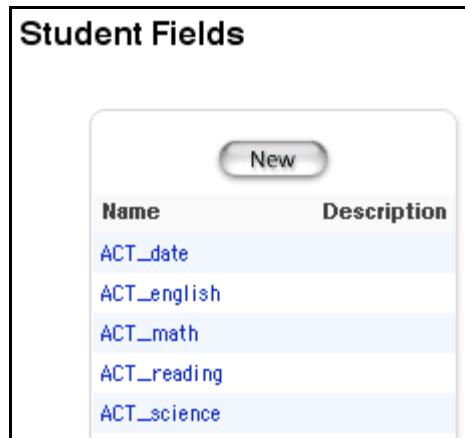 Student Fields
New
Name Description
ACT_date
ACT_english
ACT_math
ACT_reading
ACT_science